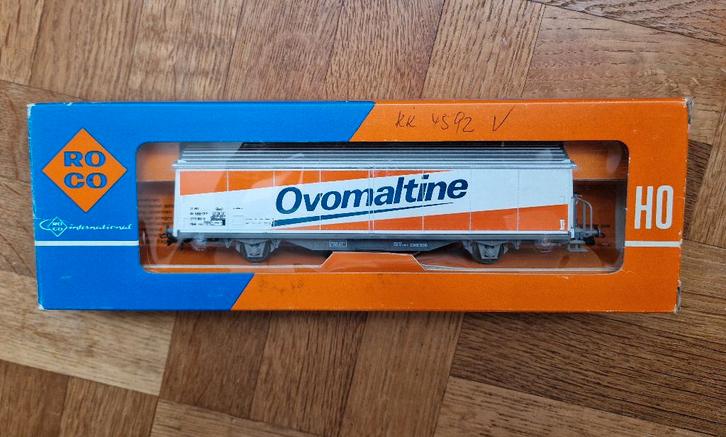 KK 4592 V
RO
CO
international
Ovomaltine
HO